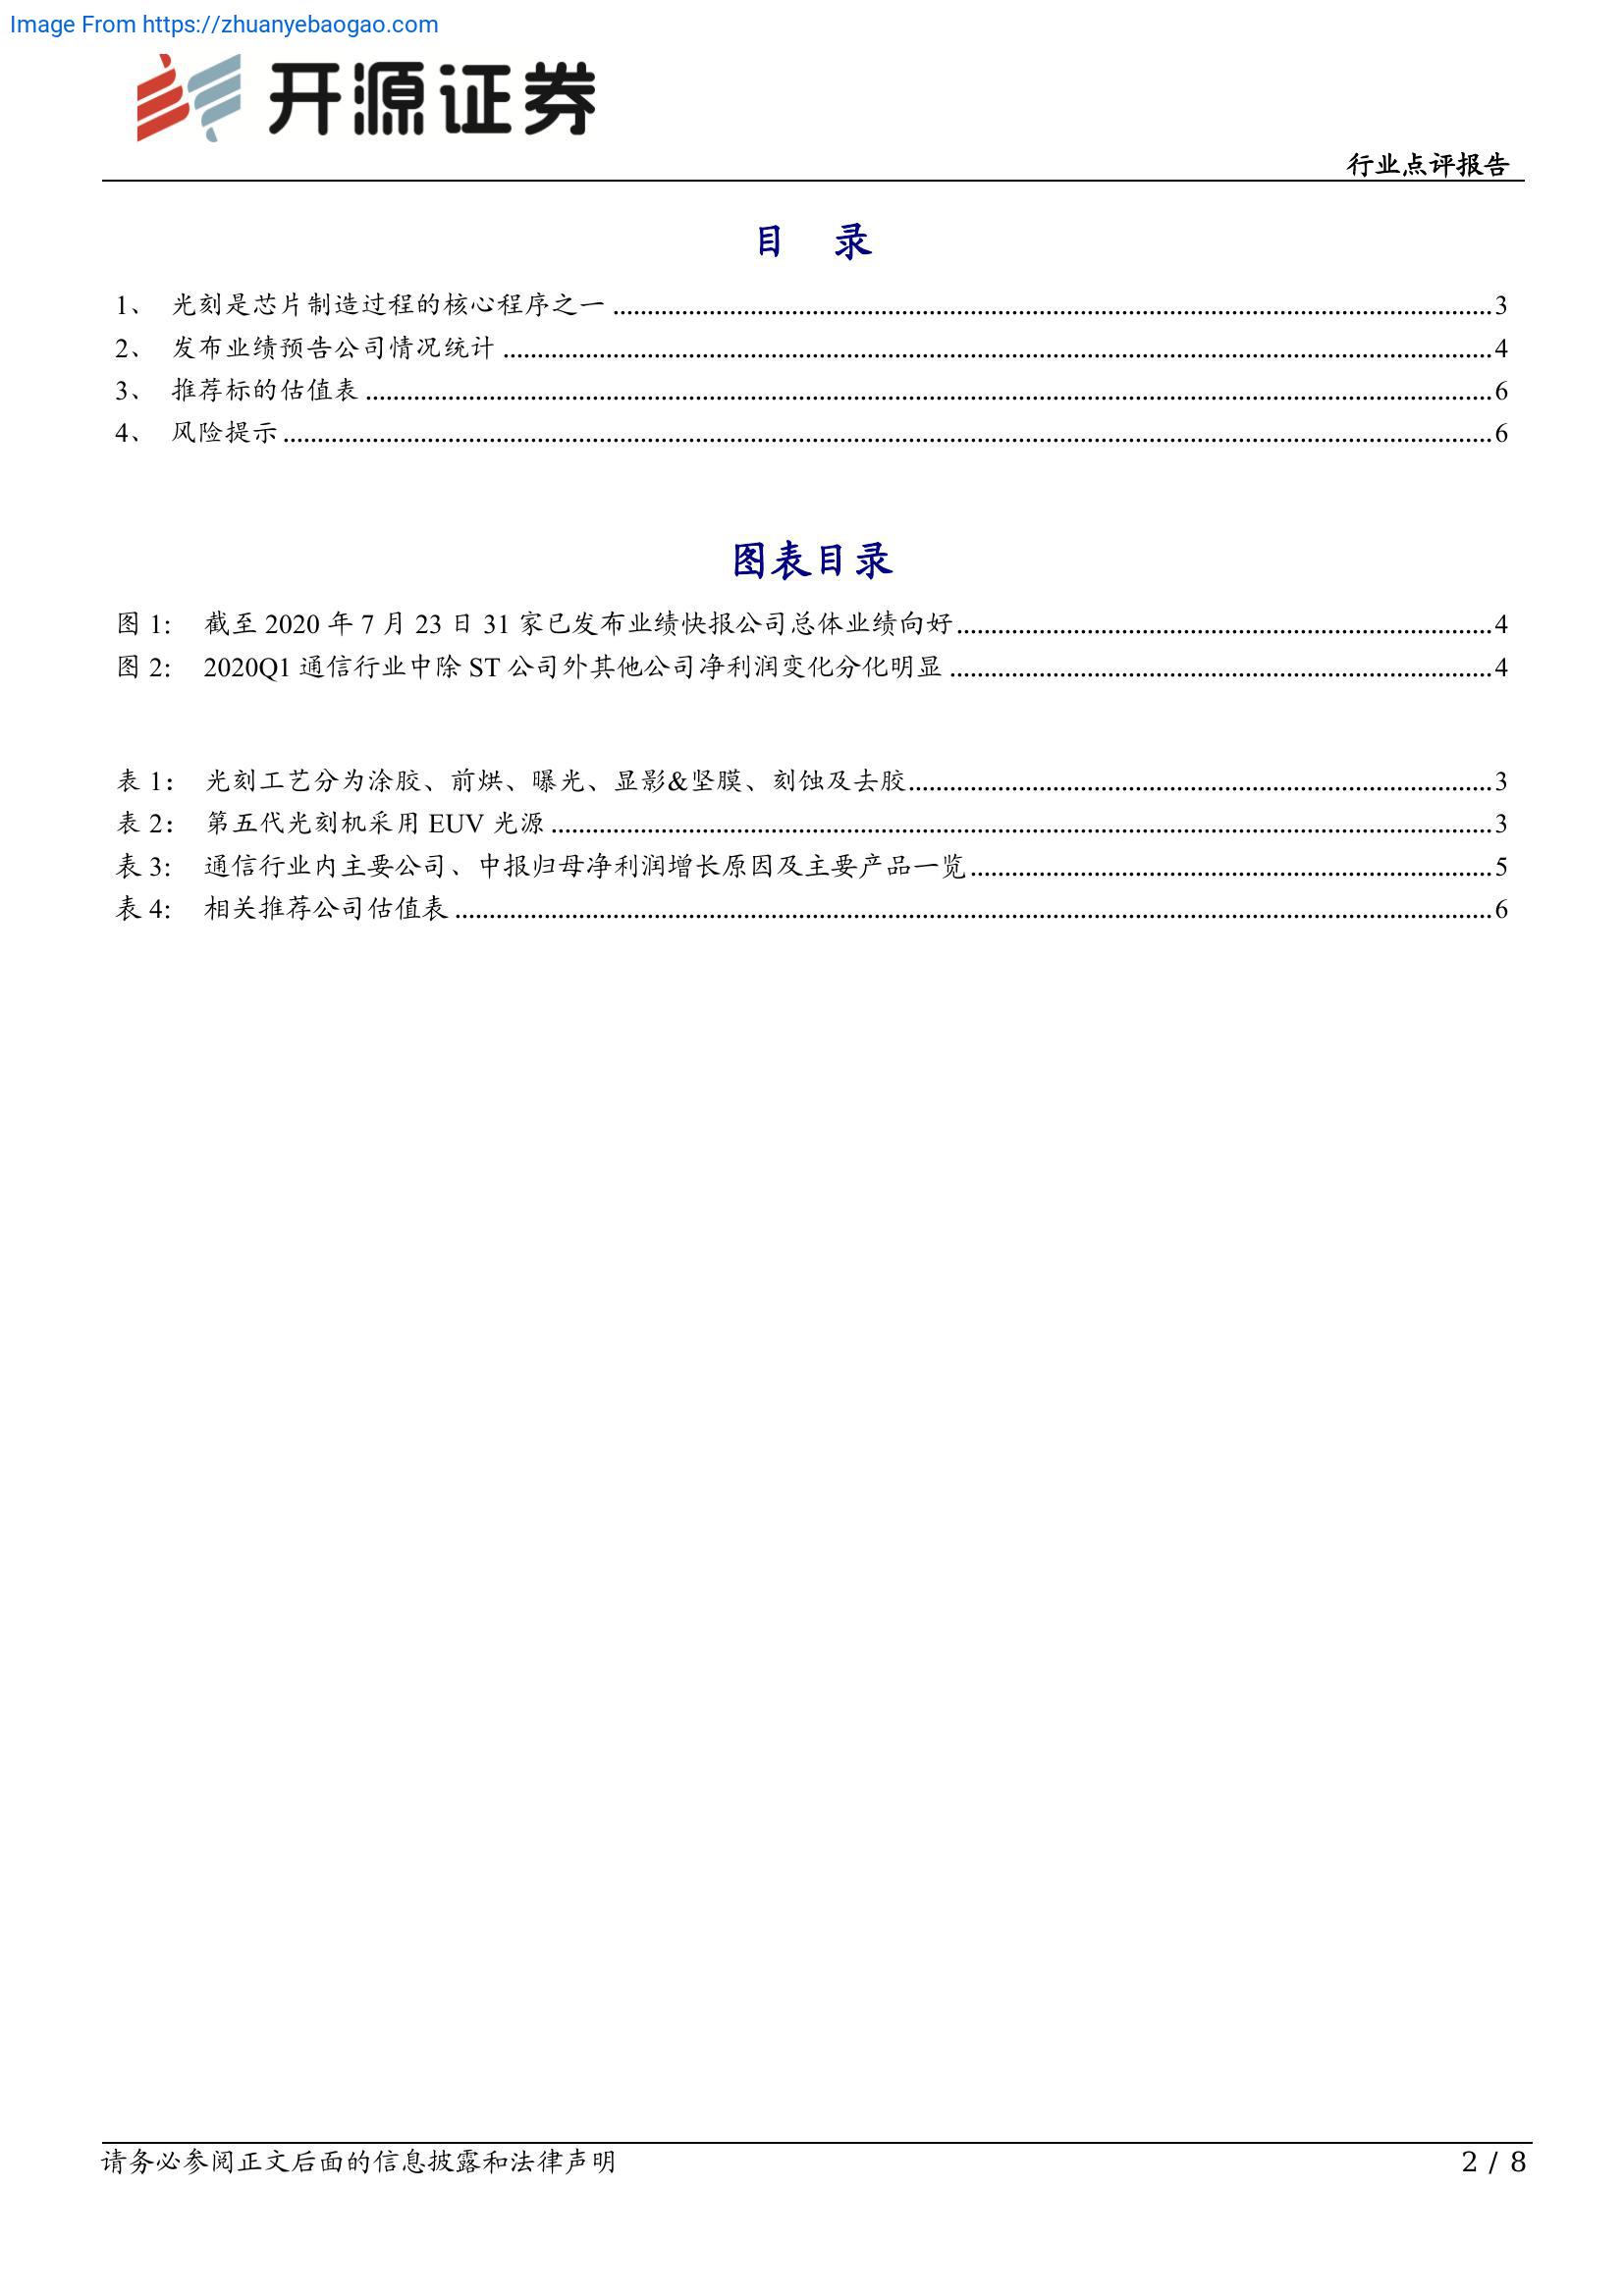 Image From https://zhuanyebaogao.com
开源证券
行业点评报告
目 录
1、 光刻是芯片制造过程的核心程序之一 ........ 3
2、 发布业绩预告公司情况统计 ........ 4
3、 推荐标的估值表 ........ 6
4、 风险提示 ........ 6
图表目录
图 1: 截至 2020 年 7 月 23 日 31 家已发布业绩快报公司总体业绩向好 ........ 4
图 2: 2020Q1 通信行业中除 ST 公司外其他公司净利润变化分化明显 ........ 4
表 1： 光刻工艺分为涂胶、前烘、曝光、显影&坚膜、刻蚀及去胶 ........ 3
表 2： 第五代光刻机采用 EUV 光源 ........ 3
表 3: 通信行业内主要公司、中报归母净利润增长原因及主要产品一览 ........ 5
表 4: 相关推荐公司估值表 ........ 6
请务必参阅正文后面的信息披露和法律声明 2 / 8